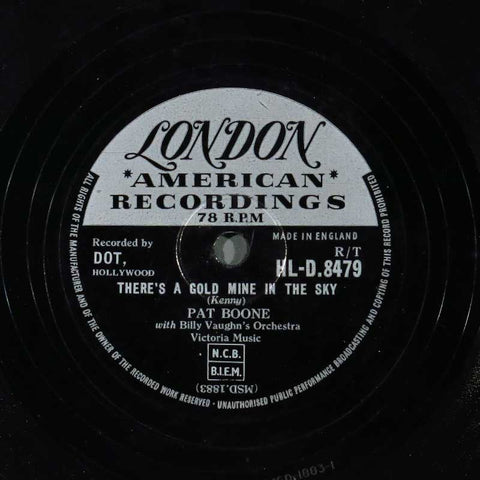 LONDON
*AMERICAN*
RECORDINGS
78 R.P.M
Recorded by
DOT,
HOLLYWOOD
MADE IN ENGLAND
R/T
HL-D.8479
THERE'S A GOLD MINE IN THE SKY
(Kenny)
PAT BOONE
with Billy Vaughn's Orchestra
Victoria Music
N.C.B.
B.I.E.M.
(MSD.1883)
ALL RIGHTS OF THE MANUFACTURER AND OF THE OWNER OF THE RECORDED WORK RESERVED · UNAUTHORISED PUBLIC PERFORMANCE BROADCASTING AND COPYING OF THIS RECORD PROHIBITED